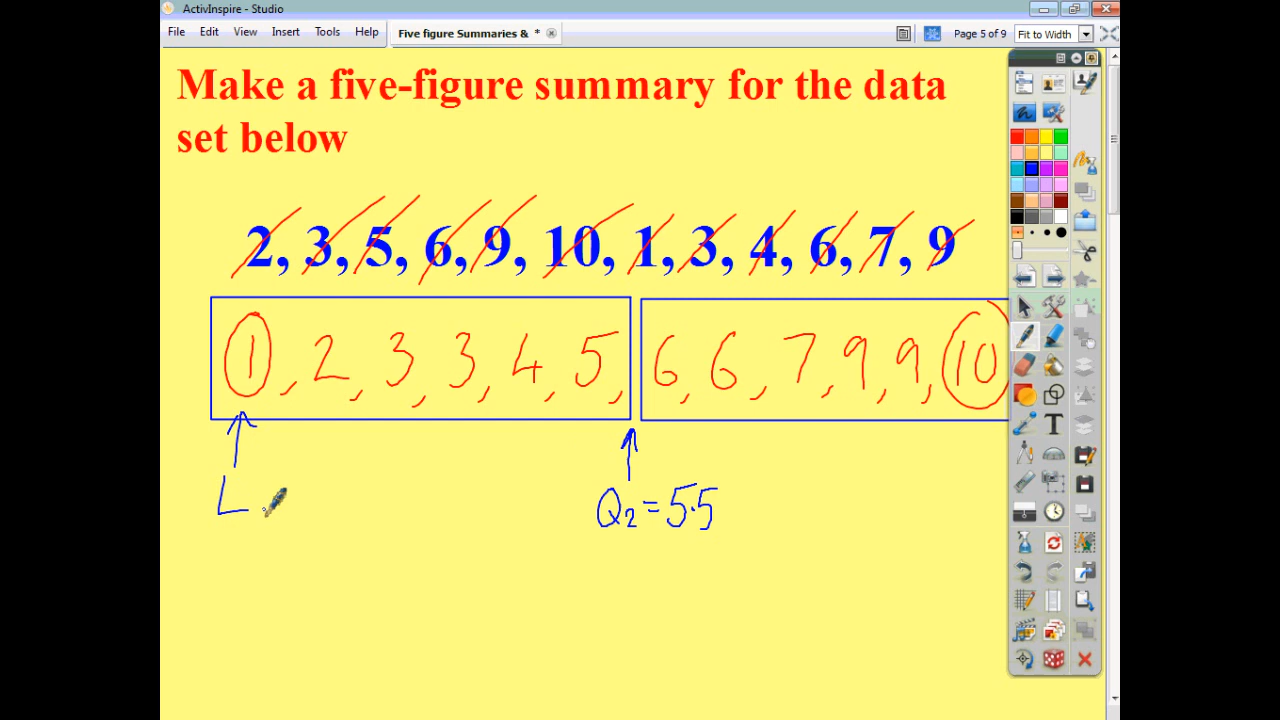 ActivInspire - Studio
File Edit View Insert Tools Help
Five figure Summaries & *
Page 5 of 9
Fit to Width
Make a five-figure summary for the data
set below
2, 3, 5, 6, 9, 10, 1, 3, 4, 6, 7, 9
1, 2, 3, 3, 4, 5, 6, 6, 7, 9, 9, 10
L
Q2 = 5.5